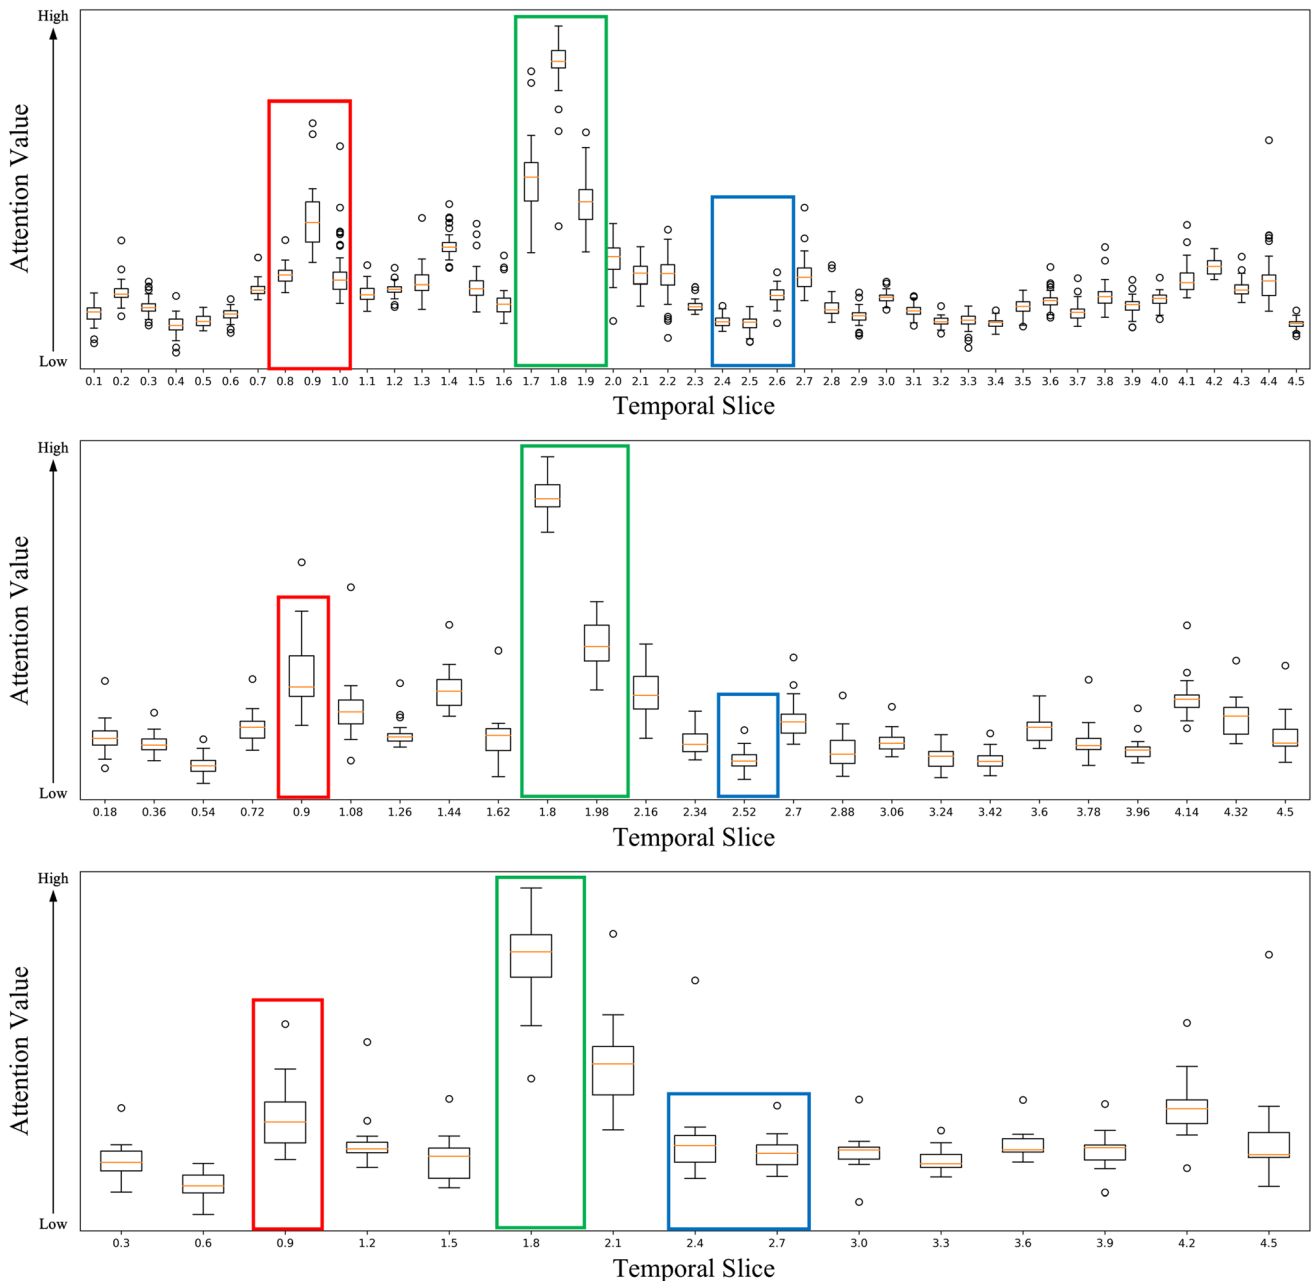 High
Attention Value
Low
0.1 0.2 0.3 0.4 0.5 0.6 0.7 0.8 0.9 1.0 1.1 1.2 1.3 1.4 1.5 1.6 1.7 1.8 1.9 2.0 2.1 2.2 2.3 2.4 2.5 2.6 2.7 2.8 2.9 3.0 3.1 3.2 3.3 3.4 3.5 3.6 3.7 3.8 3.9 4.0 4.1 4.2 4.3 4.4 4.5
Temporal Slice
High
Attention Value
Low
0.18 0.36 0.54 0.72 0.9 1.08 1.26 1.44 1.62 1.8 1.98 2.16 2.34 2.52 2.7 2.88 3.06 3.24 3.42 3.6 3.78 3.96 4.14 4.32 4.5
Temporal Slice
High
Attention Value
Low
0.3 0.6 0.9 1.2 1.5 1.8 2.1 2.4 2.7 3.0 3.3 3.6 3.9 4.2 4.5
Temporal Slice